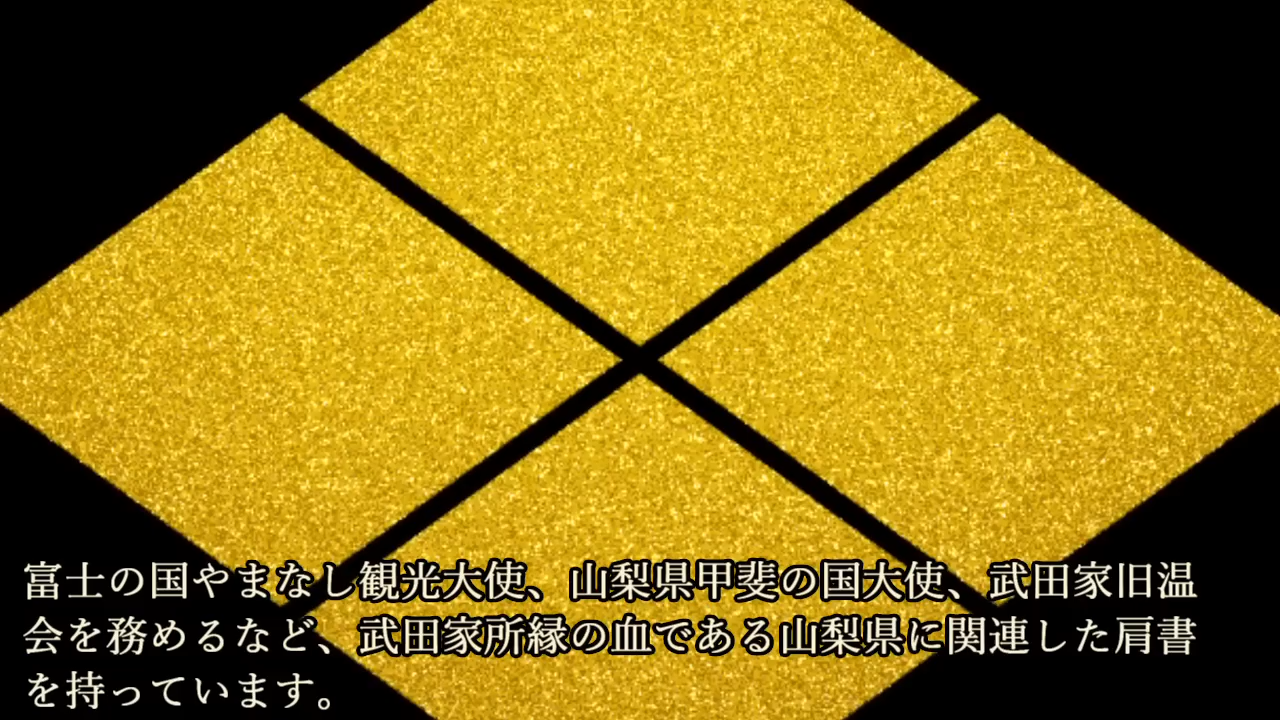 富士の国やまなし観光大使、山梨県甲斐の国大使、武田家旧温
会を務めるなど、武田家所縁の血である山梨県に関連した肩書
を持っています。